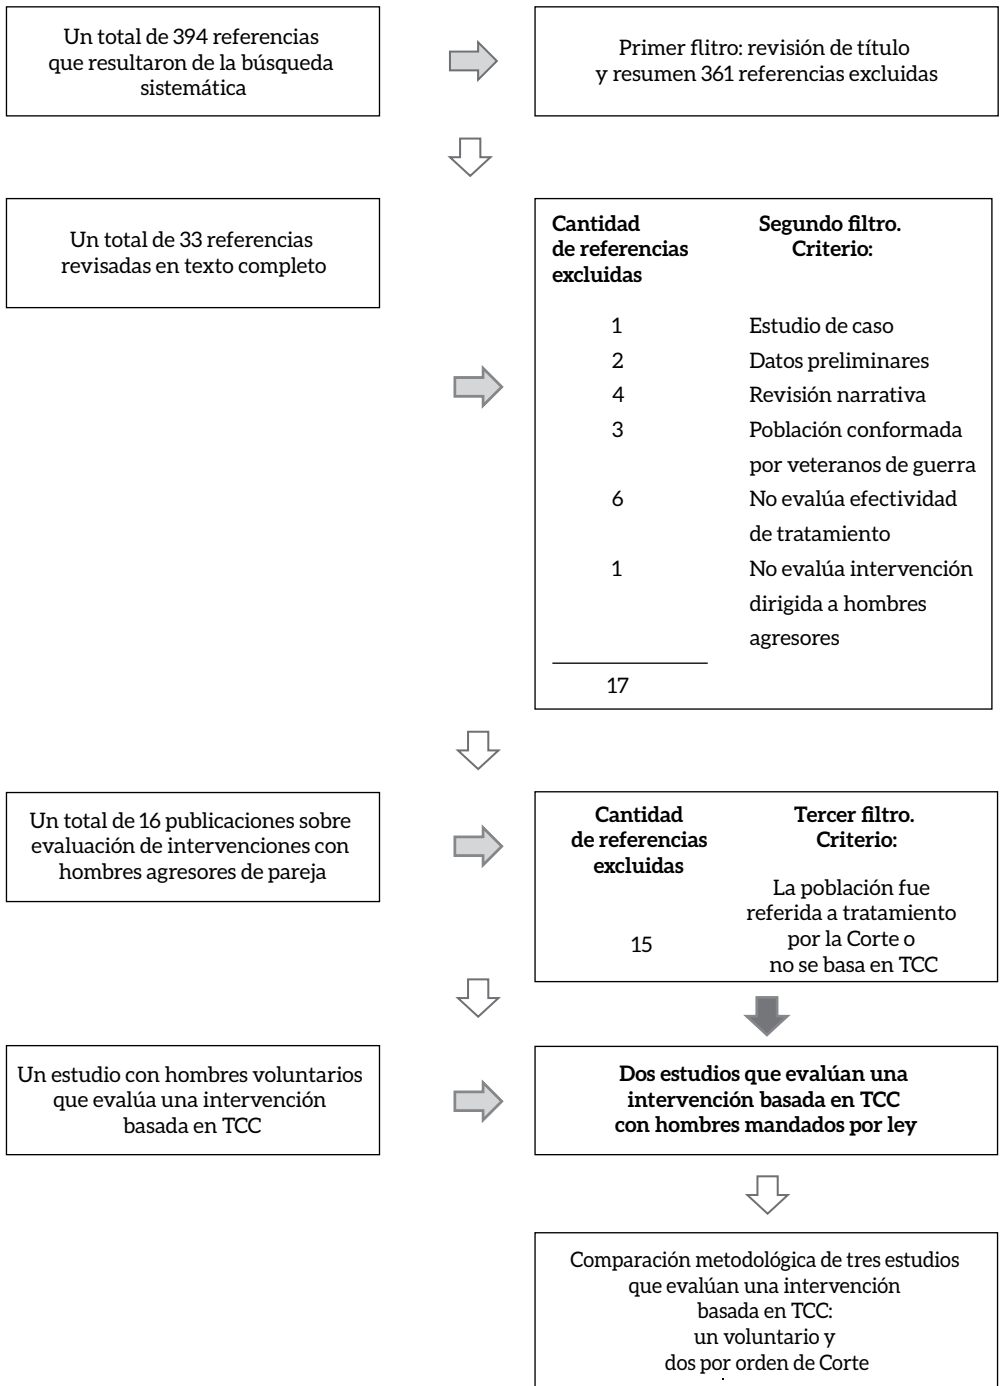 Un total de 394 referencias
que resultaron de la búsqueda
sistemática
Primer flitro: revisión de título
y resumen 361 referencias excluidas
Un total de 33 referencias
revisadas en texto completo
Cantidad
de referencias
excluidas
Segundo filtro.
Criterio:
1 Estudio de caso
2 Datos preliminares
4 Revisión narrativa
3 Población conformada
por veteranos de guerra
6 No evalúa efectividad
de tratamiento
1 No evalúa intervención
dirigida a hombres
agresores
17
Un total de 16 publicaciones sobre
evaluación de intervenciones con
hombres agresores de pareja
Cantidad
de referencias
excluidas
15
Tercer filtro.
Criterio:
La población fue
referida a tratamiento
por la Corte o
no se basa en TCC
Un estudio con hombres voluntarios
que evalúa una intervención
basada en TCC
Dos estudios que evalúan una
intervención basada en TCC
con hombres mandados por ley
Comparación metodológica de tres estudios
que evalúan una intervención
basada en TCC:
un voluntario y
dos por orden de Corte